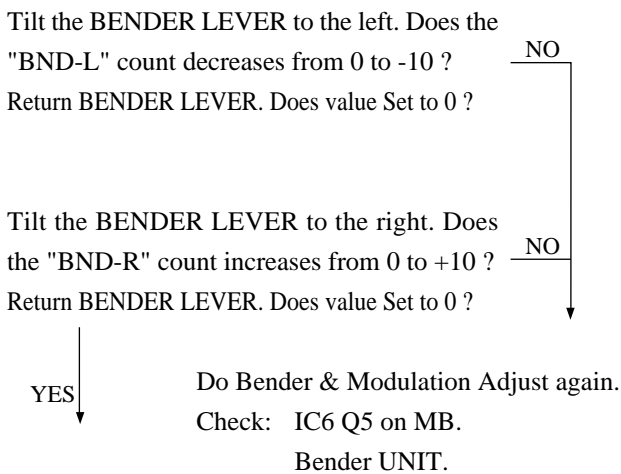 Tilt the BENDER LEVER to the left. Does the
"BND-L" count decreases from 0 to -10 ?
NO
Return BENDER LEVER. Does value Set to 0 ?
Tilt the BENDER LEVER to the right. Does
the "BND-R" count increases from 0 to +10 ?
NO
Return BENDER LEVER. Does value Set to 0 ?
YES
Do Bender & Modulation Adjust again.
Check: IC6 Q5 on MB.
Bender UNIT.